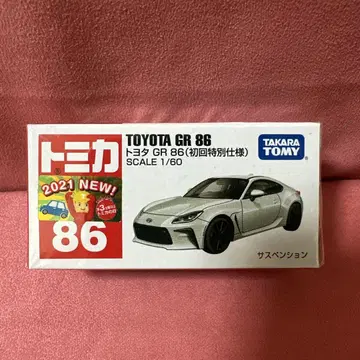 トミカ
2021 NEW!
86
TOYOTA GR 86
トヨタ GR 86(初回特別仕様)
SCALE 1/60
TAKARA
TOMY
サスペンション